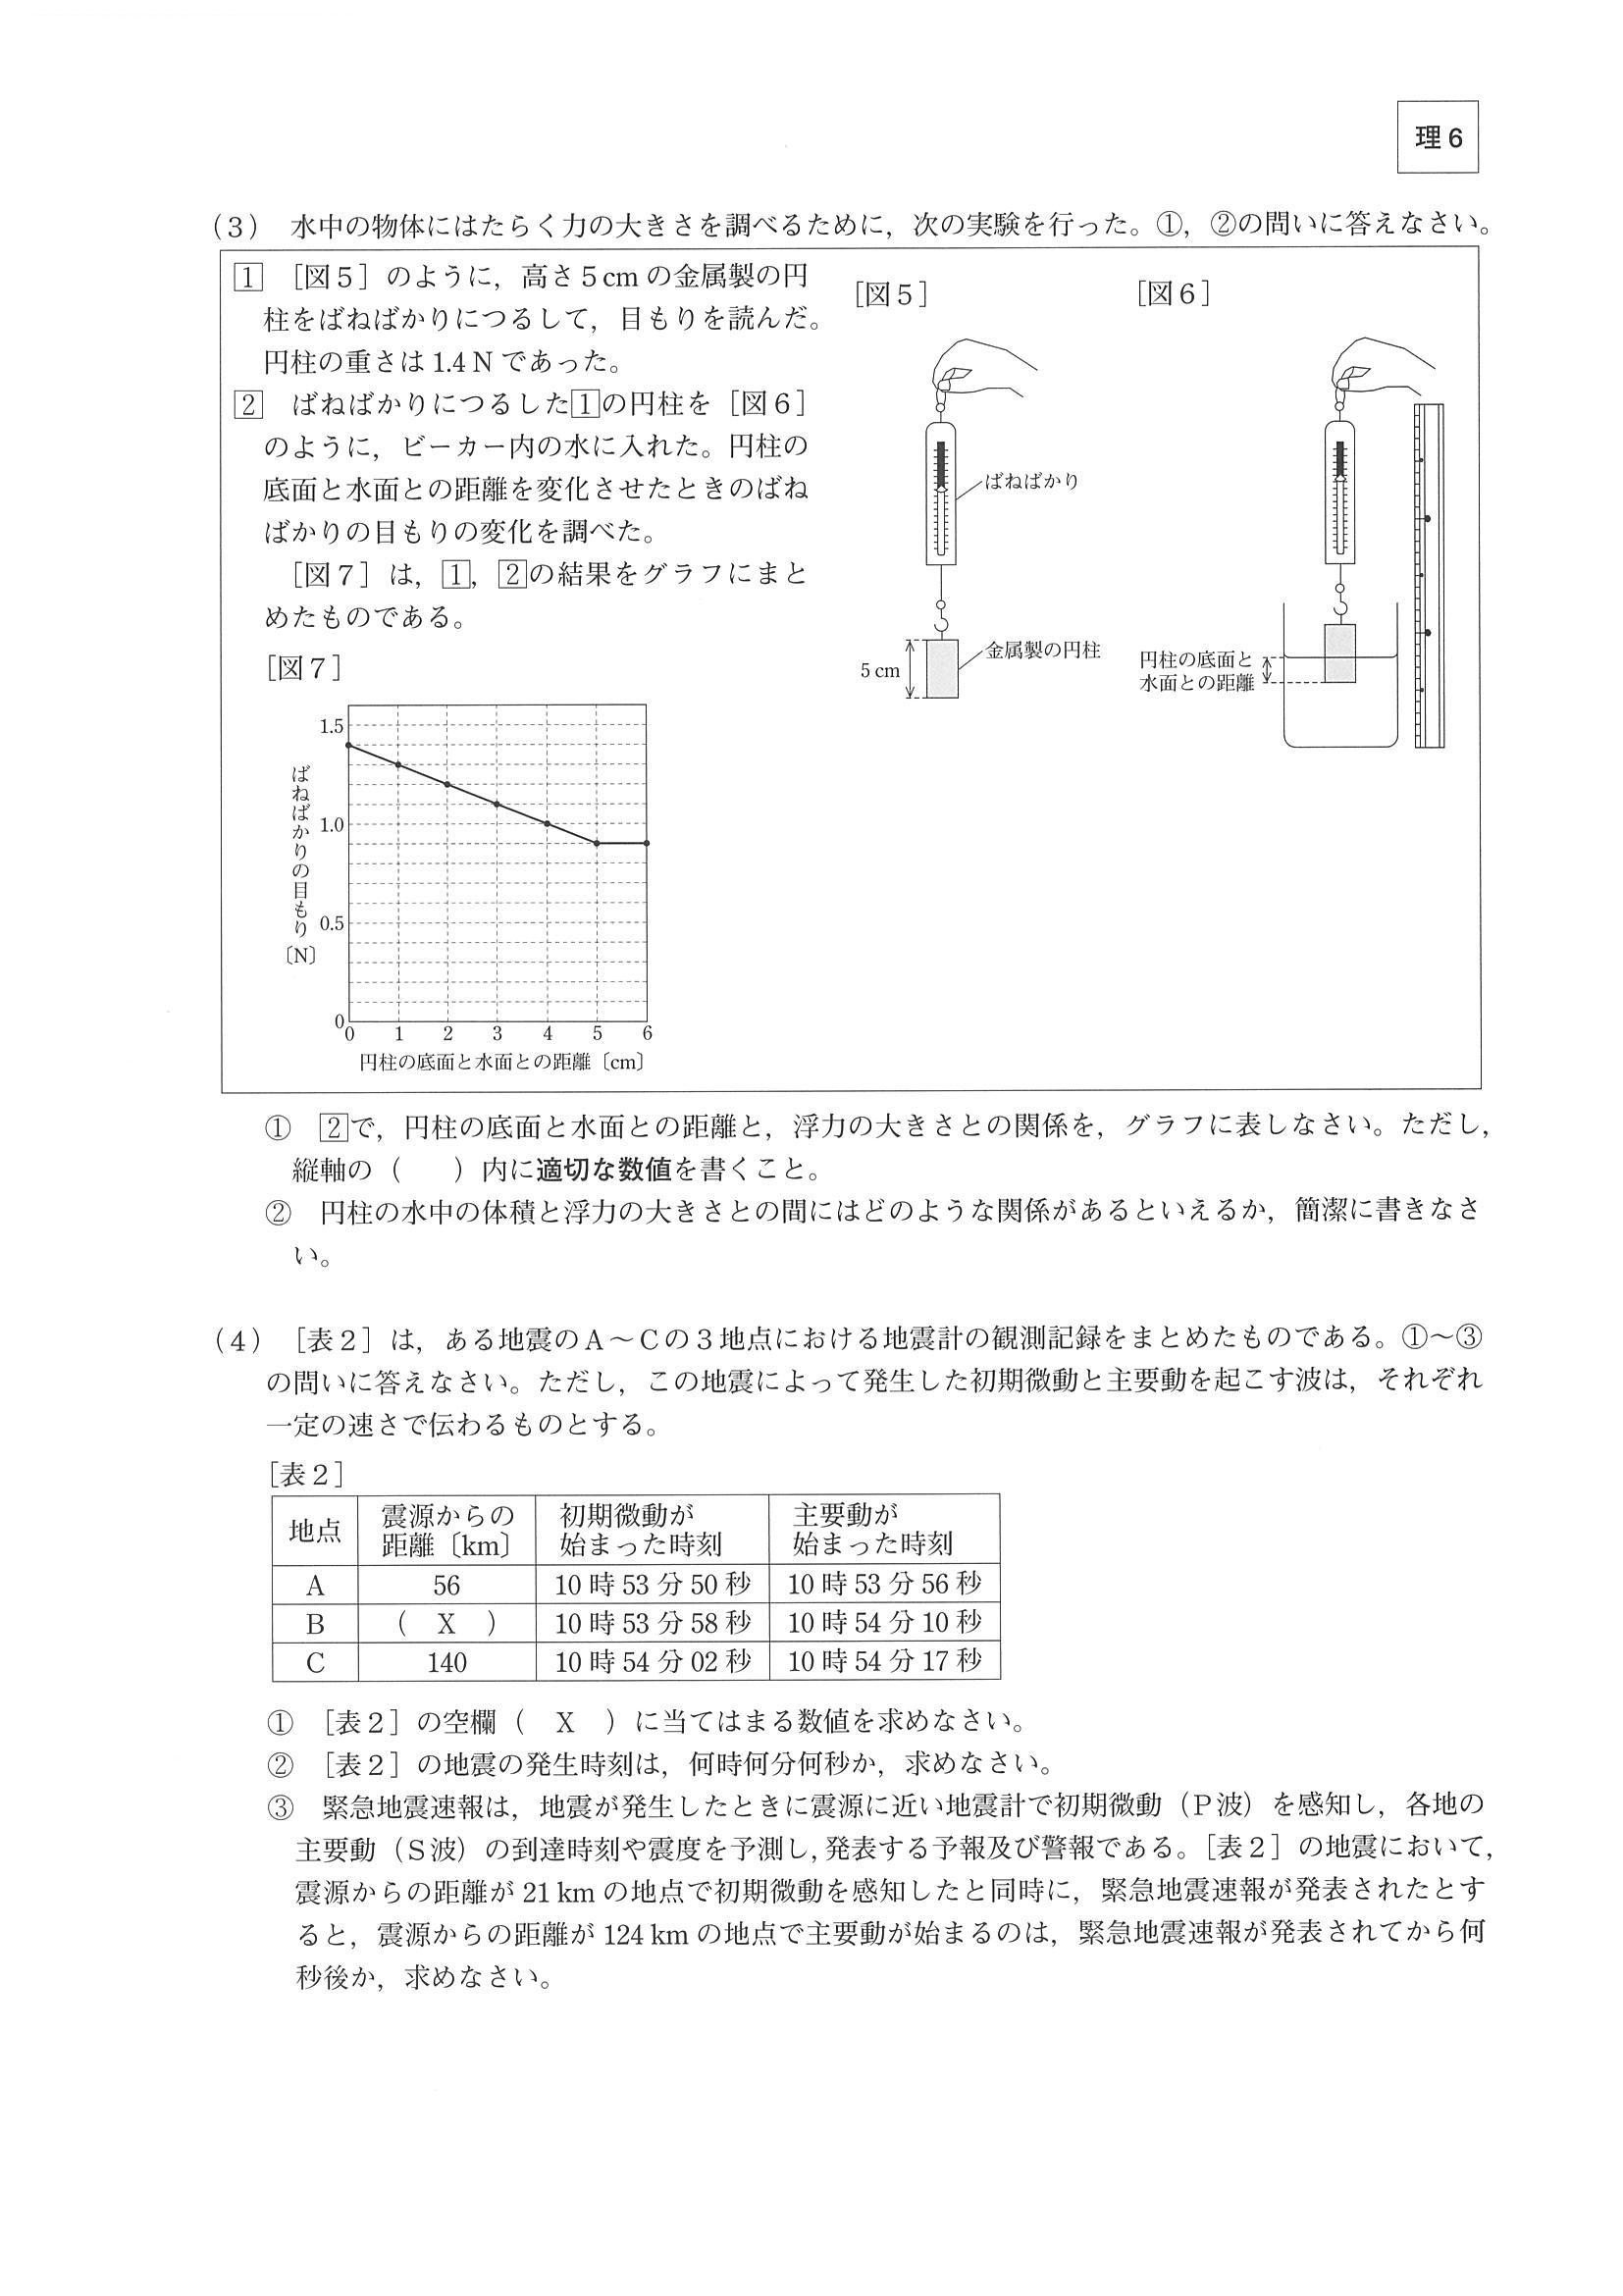 理6
（3）　水中の物体にはたらく力の大きさを調べるために，次の実験を行った。①，②の問いに答えなさい。
1　［図5］のように，高さ5cmの金属製の円
柱をばねばかりにつるして，目もりを読んだ。
円柱の重さは1.4Nであった。
2　ばねばかりにつるした1の円柱を［図6］
のように，ビーカー内の水に入れた。円柱の
底面と水面との距離を変化させたときのばね
ばかりの目もりの変化を調べた。
［図7］は，1，2の結果をグラフにまと
めたものである。
［図5］
ばねばかり
金属製の円柱
5cm
［図6］
円柱の底面と
水面との距離
［図7］
ばねばかりの目もり〔N〕
1.5
1.0
0.5
0
0 1 2 3 4 5 6
円柱の底面と水面との距離〔cm〕
①　2で，円柱の底面と水面との距離と，浮力の大きさとの関係を，グラフに表しなさい。ただし，
縦軸の（　　）内に適切な数値を書くこと。
②　円柱の水中の体積と浮力の大きさとの間にはどのような関係があるといえるか，簡潔に書きなさ
い。
（4）　［表2］は，ある地震のA～Cの3地点における地震計の観測記録をまとめたものである。①～③
の問いに答えなさい。ただし，この地震によって発生した初期微動と主要動を起こす波は，それぞれ
一定の速さで伝わるものとする。
［表2］
地点　震源からの距離〔km〕　初期微動が始まった時刻　主要動が始まった時刻
A　56　10時53分50秒　10時53分56秒
B　（　X　）　10時53分58秒　10時54分10秒
C　140　10時54分02秒　10時54分17秒
①　［表2］の空欄（　X　）に当てはまる数値を求めなさい。
②　［表2］の地震の発生時刻は，何時何分何秒か，求めなさい。
③　緊急地震速報は，地震が発生したときに震源に近い地震計で初期微動（P波）を感知し，各地の
主要動（S波）の到達時刻や震度を予測し，発表する予報及び警報である。［表2］の地震において，
震源からの距離が21kmの地点で初期微動を感知したと同時に，緊急地震速報が発表されたとす
ると，震源からの距離が124kmの地点で主要動が始まるのは，緊急地震速報が発表されてから何
秒後か，求めなさい。